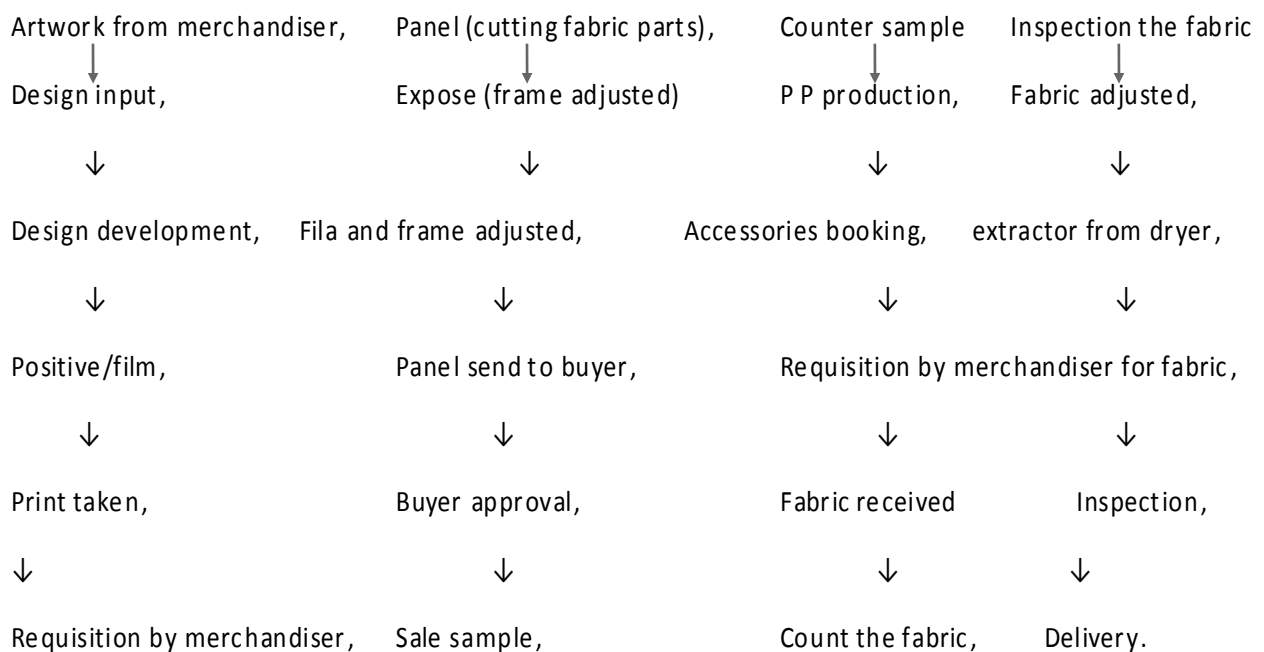 Artwork from merchandiser, Panel (cutting fabric parts), Counter sample Inspection the fabric
Design input, Expose (frame adjusted) P P production, Fabric adjusted,
↓ ↓ ↓ ↓
Design development, Fila and frame adjusted, Accessories booking, extractor from dryer,
↓ ↓ ↓ ↓
Positive/film, Panel send to buyer, Requisition by merchandiser for fabric,
↓ ↓ ↓ ↓
Print taken, Buyer approval, Fabric received Inspection,
↓ ↓ ↓ ↓
Requisition by merchandiser, Sale sample, Count the fabric, Delivery.